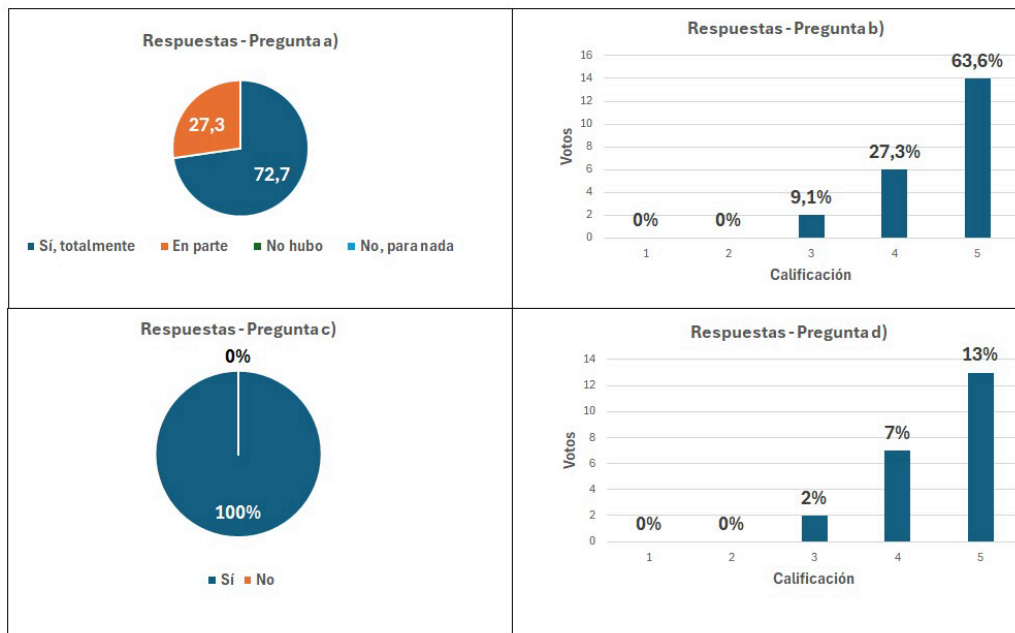 Respuestas - Pregunta a)
27,3
72,7
Sí, totalmente En parte No hubo No, para nada
Respuestas - Pregunta b)
Votos
16
14
12
10
8
6
4
2
0
0% 0% 9,1% 27,3% 63,6%
1 2 3 4 5
Calificación
Respuestas - Pregunta c)
0%
100%
Sí No
Respuestas - Pregunta d)
Votos
14
12
10
8
6
4
2
0
0% 0% 2% 7% 13%
1 2 3 4 5
Calificación